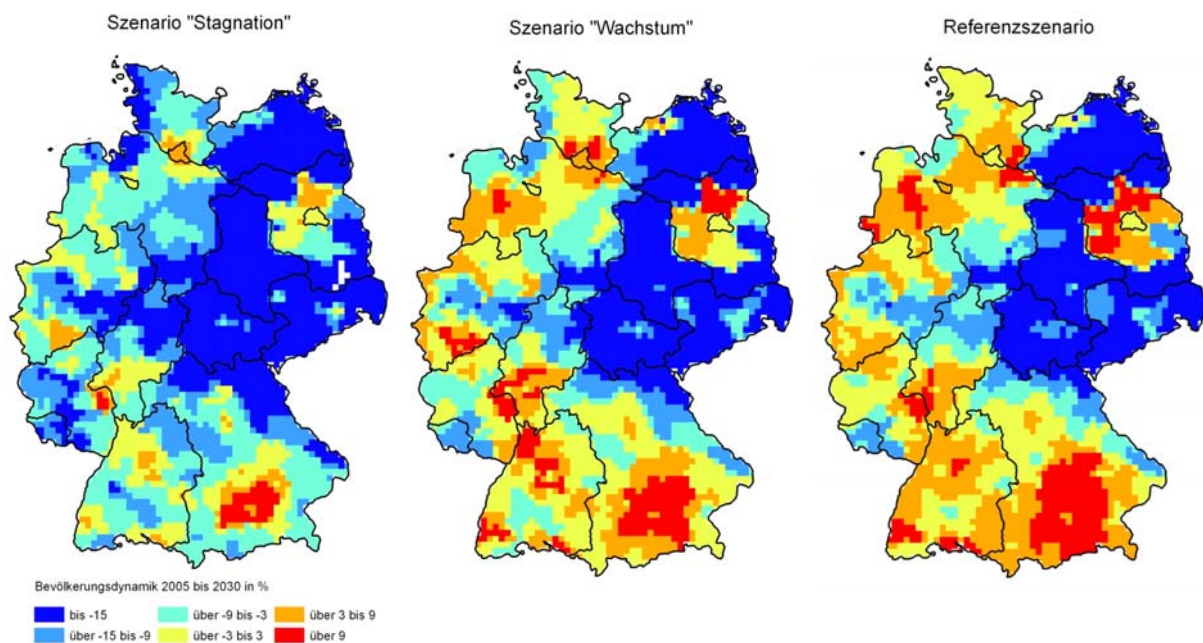 Szenario "Stagnation"
Szenario "Wachstum"
Referenzszenario
Bevölkerungsdynamik 2005 bis 2030 in %
bis -15
über -9 bis -3
über 3 bis 9
über -15 bis -9
über -3 bis 3
über 9